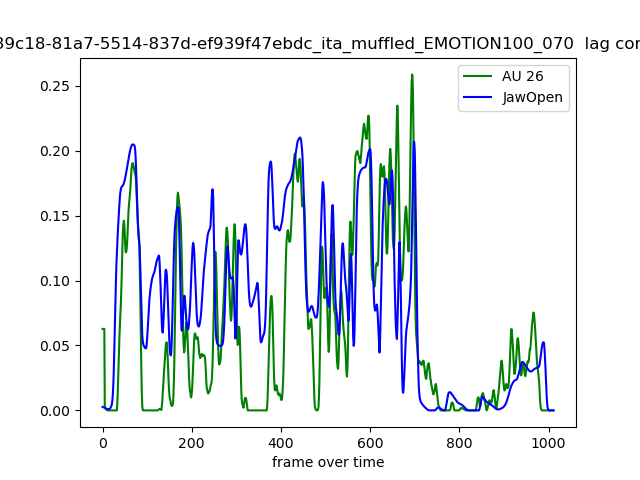 39c18-81a7-5514-837d-ef939f47ebdc_ita_muffled_EMOTION100_070 lag cor
AU 26
JawOpen
0.25
0.20
0.15
0.10
0.05
0.00
0 200 400 600 800 1000
frame over time